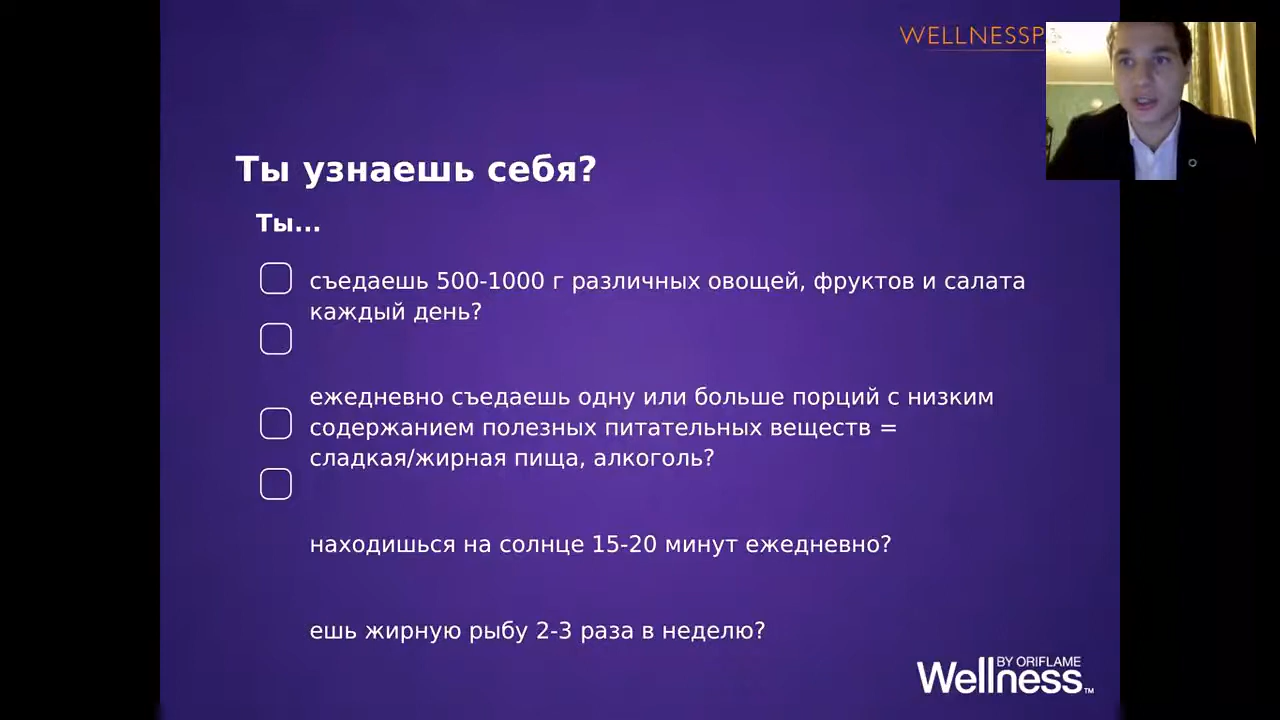 WELLNESSP
Ты узнаешь себя?
Ты...
съедаешь 500-1000 г различных овощей, фруктов и салата
каждый день?
ежедневно съедаешь одну или больше порций с низким
содержанием полезных питательных веществ =
сладкая/жирная пища, алкоголь?
находишься на солнце 15-20 минут ежедневно?
ешь жирную рыбу 2-3 раза в неделю?
BY ORIFLAME
Wellness™